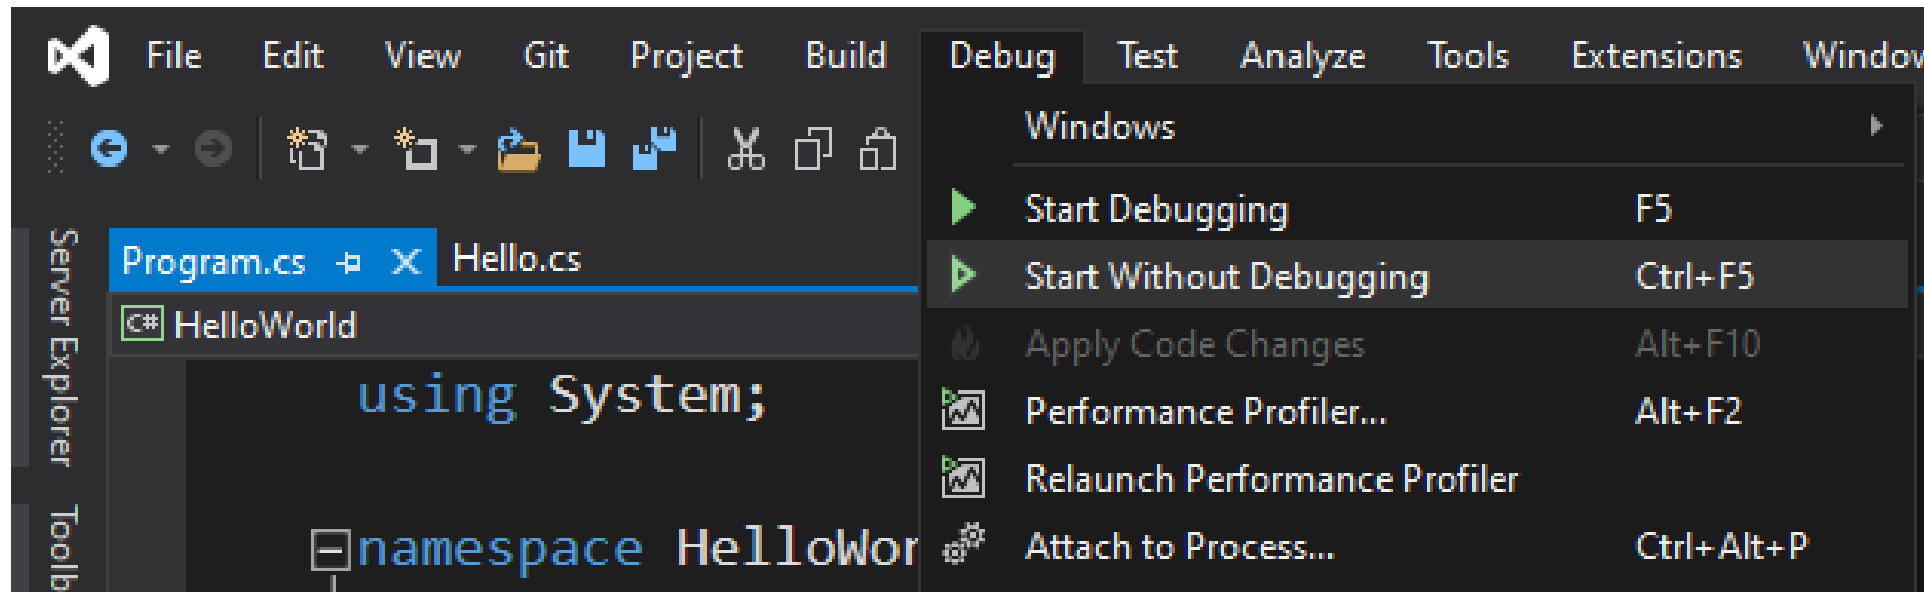 File Edit View Git Project Build Debug Test Analyze Tools Extensions
Windows
Start Debugging F5
Start Without Debugging Ctrl+F5
Apply Code Changes Alt+F10
Performance Profiler... Alt+F2
Relaunch Performance Profiler
Attach to Process... Ctrl+Alt+P
Server Explorer
Toolb
Program.cs Hello.cs
C# HelloWorld
using System;
namespace HelloWor